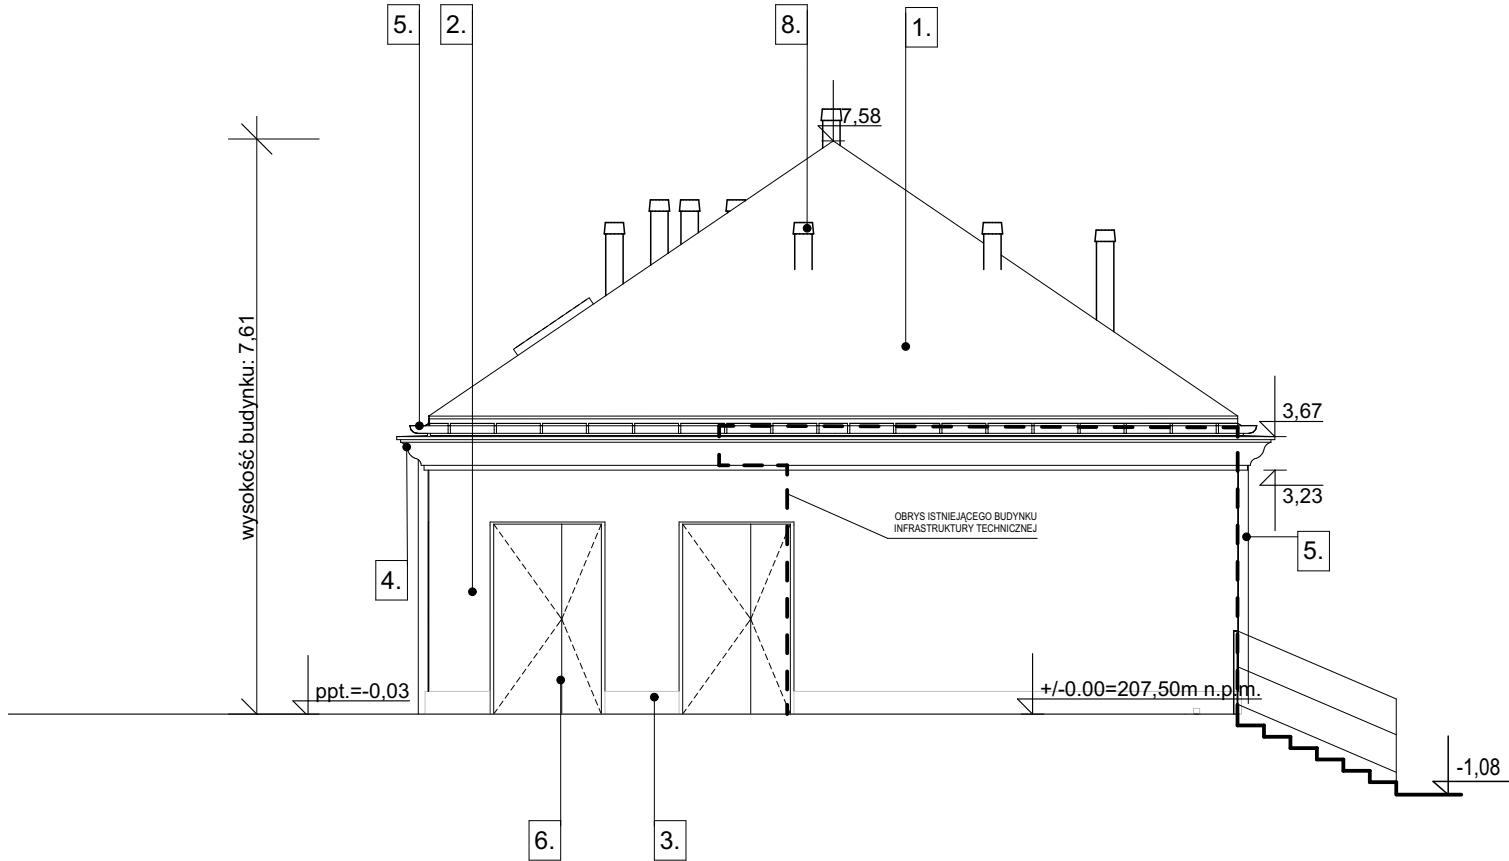 5.
2.
8.
1.
7,58
wysokość budynku: 7,61
3,67
3,23
OBRYS ISTNIEJĄCEGO BUDYNKU
INFRASTRUKTURY TECHNICZNEJ
5.
4.
ppt.=-0,03
+/-0.00=207,50m n.p.m.
-1,08
6.
3.